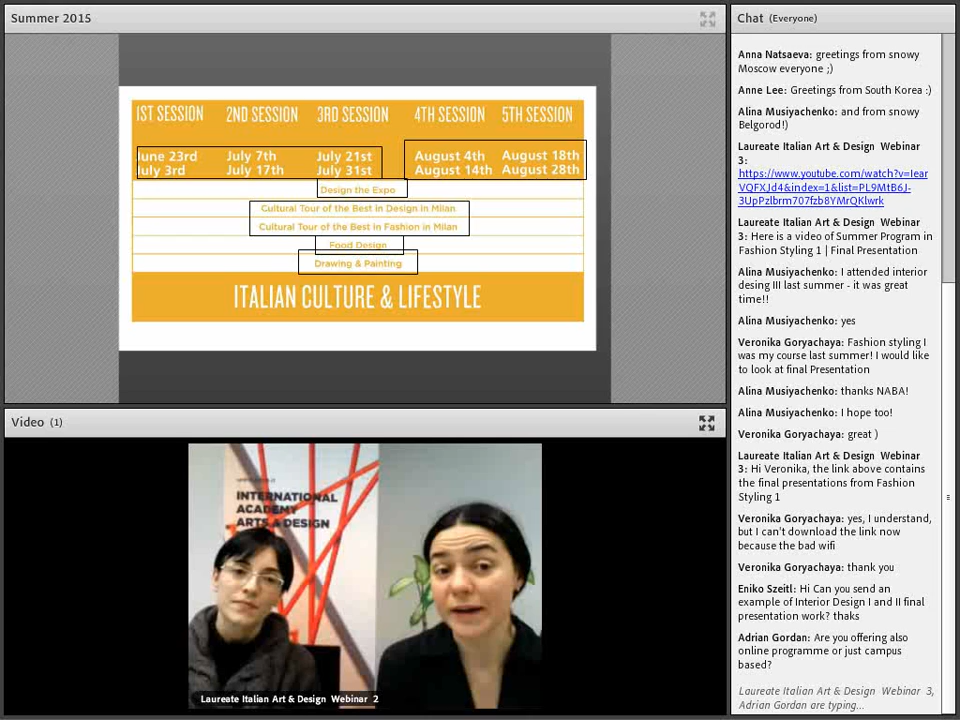 Summer 2015
1ST SESSION 2ND SESSION 3RD SESSION 4TH SESSION 5TH SESSION
June 23rd July 7th July 21st August 4th August 18th
July 3rd July 17th July 31st August 14th August 28th
Design the Expo
Cultural Tour of the Best in Design in Milan
Cultural Tour of the Best in Fashion in Milan
Food Design
Drawing & Painting
ITALIAN CULTURE & LIFESTYLE
Video (1)
INTERNATIONAL
ACADEMY
ARTS & DESIGN
Laureate Italian Art & Design Webinar 2
Chat (Everyone)
Anna Natsaeva: greetings from snowy
Moscow everyone ;)
Anne Lee: Greetings from South Korea :)
Alina Musiyachenko: and from snowy
Belgorod!)
Laureate Italian Art & Design Webinar
3:
https://www.youtube.com/watch?v=Iear
VQFXJd4&index=1&list=PL9MtB6J-
3UpPzlbrm707fzb8YMrQKlwrk
Laureate Italian Art & Design Webinar
3: Here is a video of Summer Program in
Fashion Styling 1 | Final Presentation
Alina Musiyachenko: I attended interior
desing III last summer - it was great
time!!
Alina Musiyachenko: yes
Veronika Goryachaya: Fashion styling I
was my course last summer! I would like
to look at final Presentation
Alina Musiyachenko: thanks NABA!
Alina Musiyachenko: I hope too!
Veronika Goryachaya: great )
Laureate Italian Art & Design Webinar
3: Hi Veronika, the link above contains
the final presentations from Fashion
Styling 1
Veronika Goryachaya: yes, I understand,
but I can't download the link now
because the bad wifi
Veronika Goryachaya: thank you
Eniko Szeitl: Hi Can you send an
example of Interior Design I and II final
presentation work? thaks
Adrian Gordan: Are you offering also
online programme or just campus
based?
Laureate Italian Art & Design Webinar 3,
Adrian Gordan are typing...